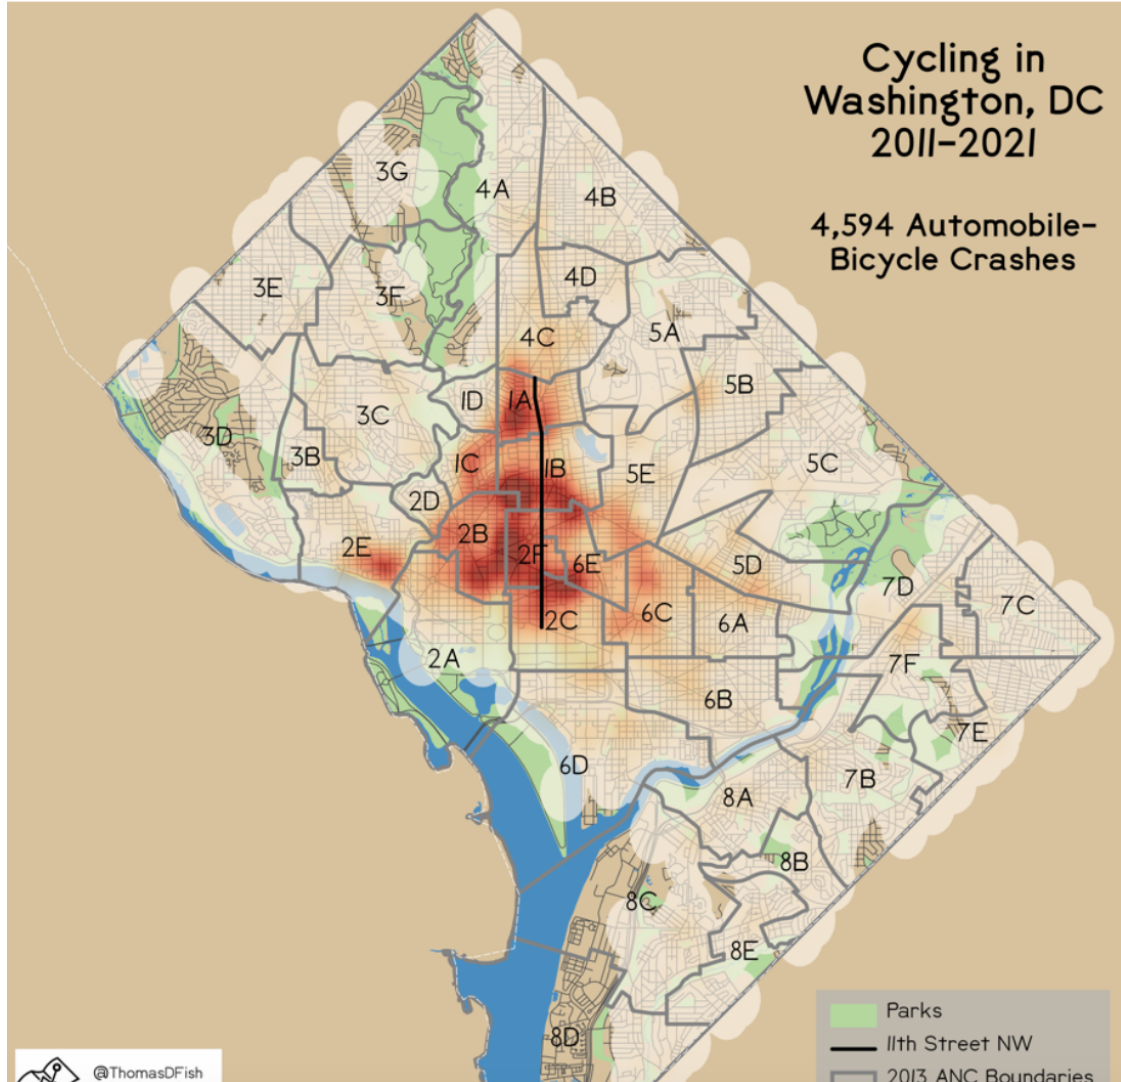 Cycling in
Washington, DC
2011-2021
4,594 Automobile-
Bicycle Crashes
3G
4A
4B
3E
3F
4D
4C
5A
5B
1D
1A
3C
3D
3B
1C
1B
5E
5C
2D
2B
2E
2F
6E
5D
7D
7C
6C
6A
2C
2A
7F
6B
7E
6D
7B
8A
8B
8C
8E
8D
Parks
11th Street NW
2013 ANC Boundaries
@ThomasDFish